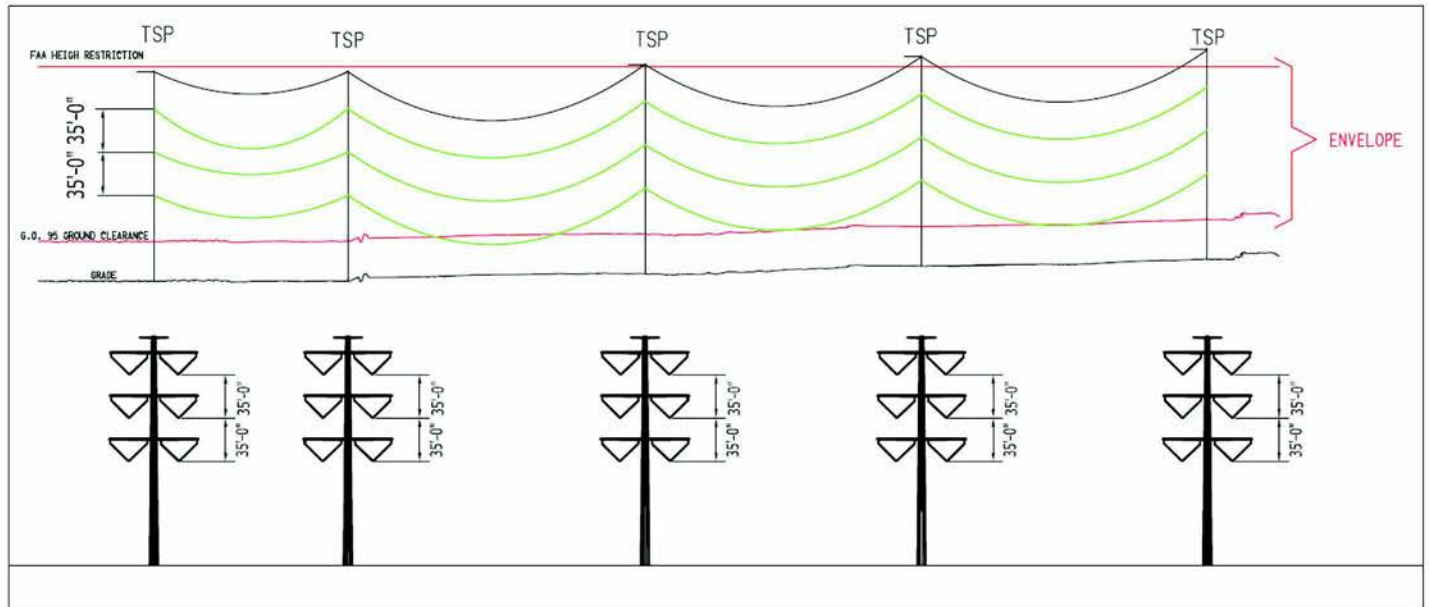 TSP TSP TSP TSP TSP
FAA HEIGH RESTRICTION
35'-0"
35'-0"
ENVELOPE
G.O. 95 GROUND CLEARANCE
GRADE
35'-0" 35'-0" 35'-0" 35'-0" 35'-0"
35'-0" 35'-0" 35'-0" 35'-0" 35'-0"